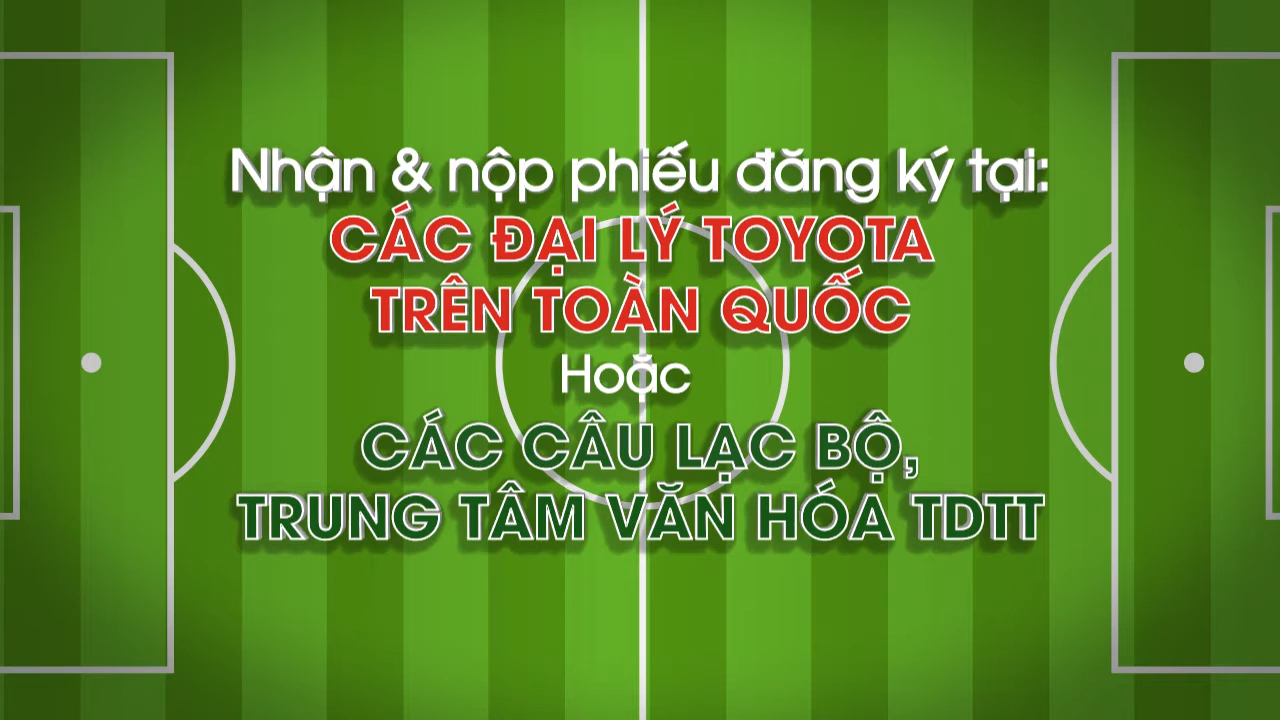 Nhận & nộp phiếu đăng ký tại:
CÁC ĐẠI LÝ TOYOTA
TRÊN TOÀN QUỐC
Hoặc
CÁC CÂU LẠC BỘ,
TRUNG TÂM VĂN HÓA TDTT